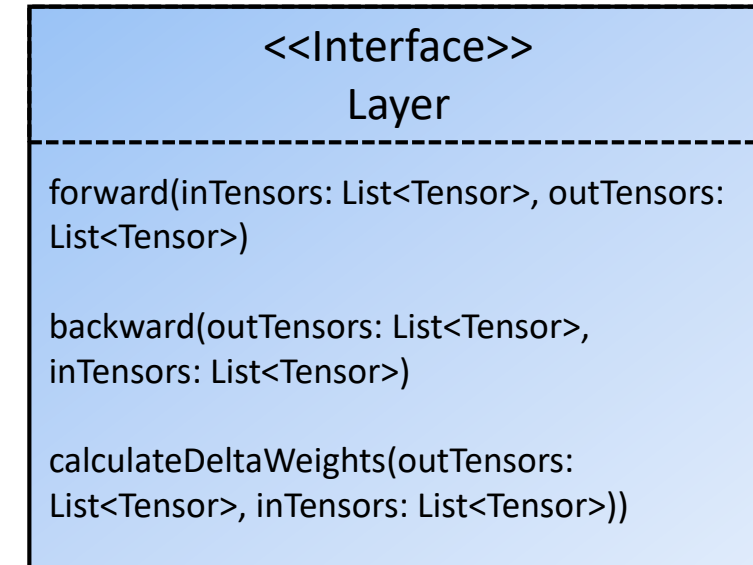 <<Interface>>
Layer
forward(inTensors: List<Tensor>, outTensors:
List<Tensor>)
backward(outTensors: List<Tensor>,
inTensors: List<Tensor>)
calculateDeltaWeights(outTensors:
List<Tensor>, inTensors: List<Tensor>))